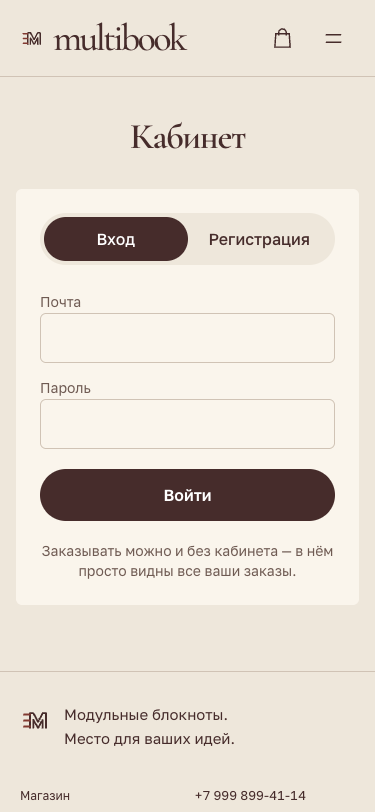 multibook
Кабинет
Вход Регистрация
Почта
Пароль
Войти
Заказывать можно и без кабинета — в нём
просто видны все ваши заказы.
Модульные блокноты.
Место для ваших идей.
Магазин +7 999 899-41-14